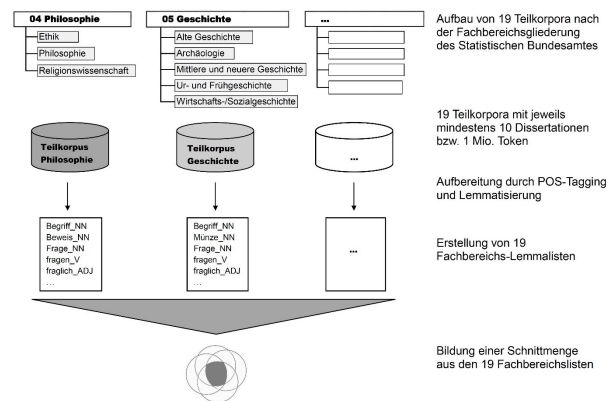 04 Philosophie
Ethik
Philosophie
Religionswissenschaft
05 Geschichte
Alte Geschichte
Archäologie
Mittlere und neuere Geschichte
Ur- und Frühgeschichte
Wirtschafts-/Sozialgeschichte
...
Aufbau von 19 Teilkorpora nach
der Fachbereichsgliederung
des Statistischen Bundesamtes
Teilkorpus
Philosophie
Teilkorpus
Geschichte
...
19 Teilkorpora mit jeweils
mindestens 10 Dissertationen
bzw. 1 Mio. Token
Aufbereitung durch POS-Tagging
und Lemmatisierung
Begriff_NN
Beweis_NN
Frage_NN
fragen_V
fraglich_ADJ
...
Begriff_NN
Münze_NN
Frage_NN
fragen_V
fraglich_ADJ
...
...
Erstellung von 19
Fachbereichs-Lemmalisten
Bildung einer Schnittmenge
aus den 19 Fachbereichslisten